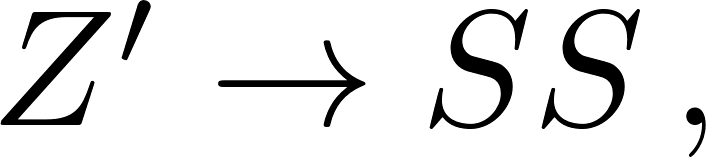 Z′ → SS ,